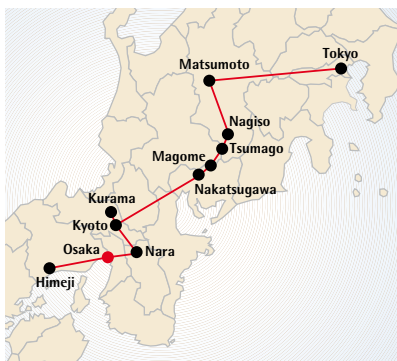 Tokyo
Matsumoto
Nagiso
Tsumago
Magome
Nakatsugawa
Kurama
Kyoto
Osaka
Nara
Himeji